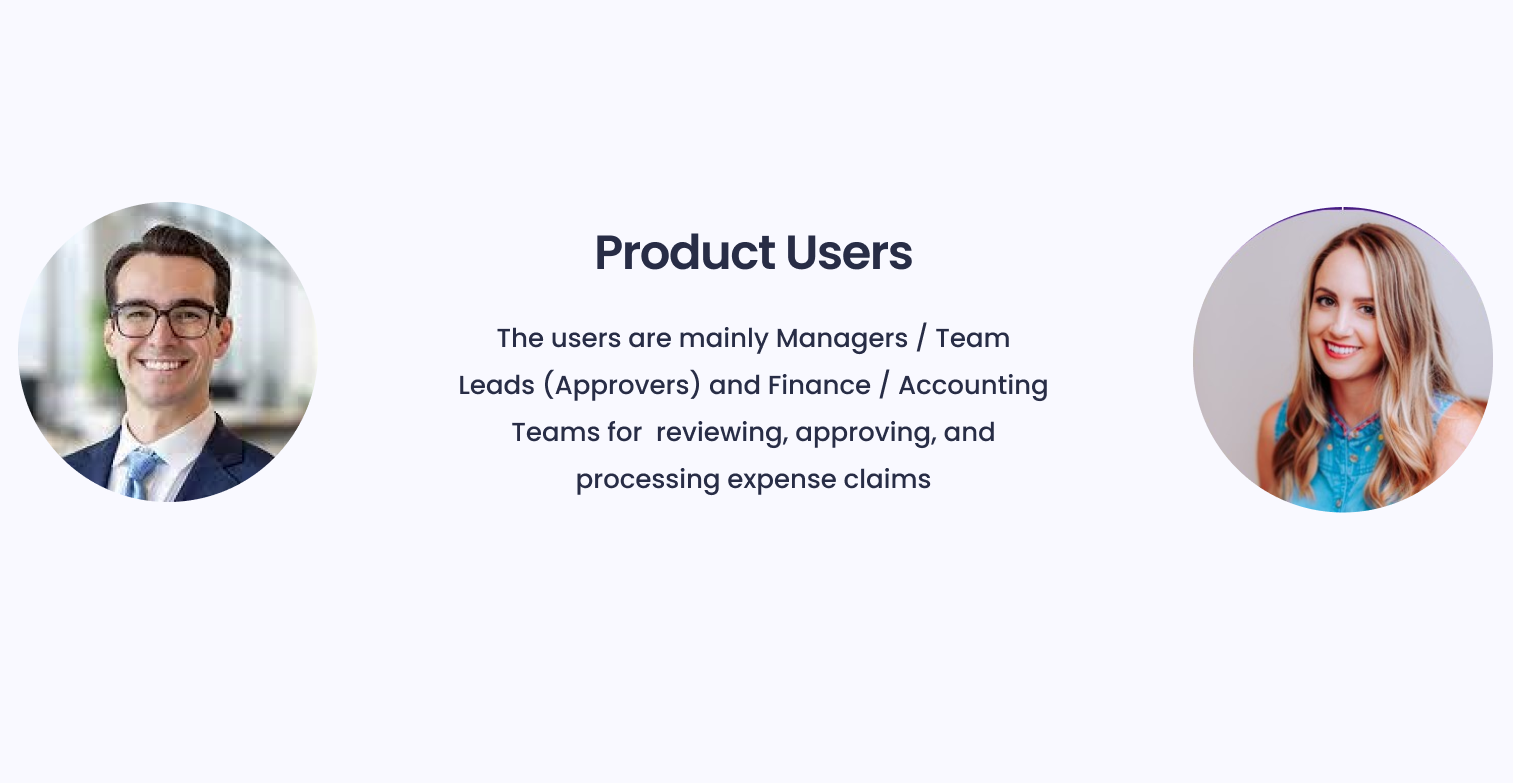 Product Users
The users are mainly Managers / Team
Leads (Approvers) and Finance / Accounting
Teams for  reviewing, approving, and
processing expense claims